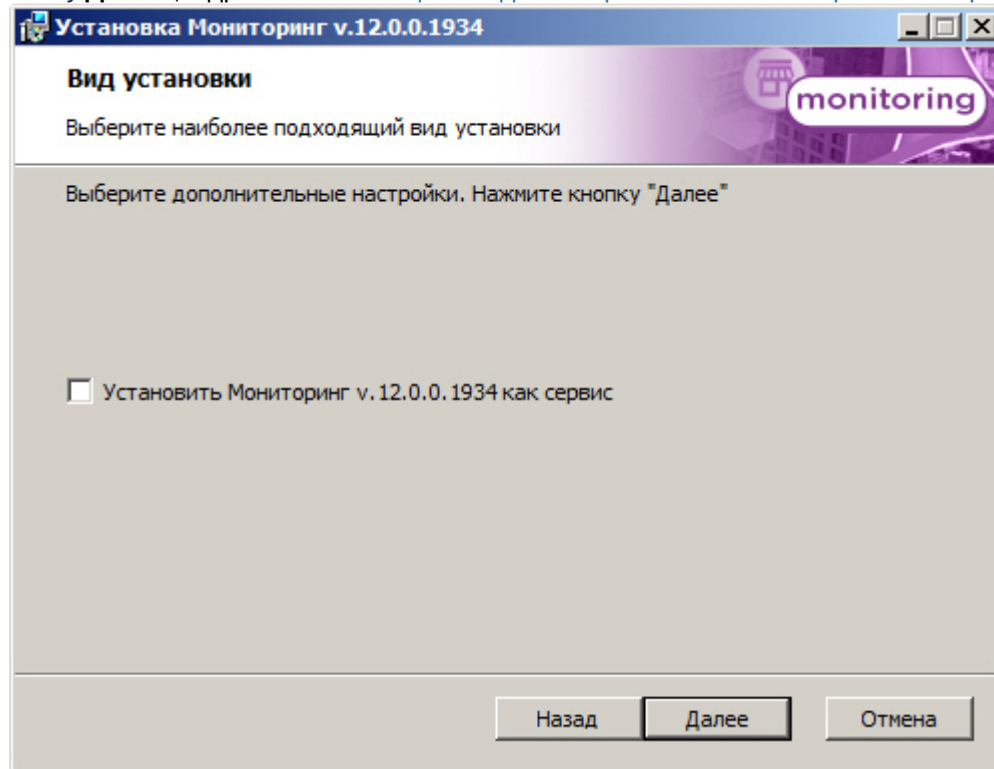 Установка Мониторинг v.12.0.0.1934
Вид установки
monitoring
Выберите наиболее подходящий вид установки
Выберите дополнительные настройки. Нажмите кнопку "Далее"
Установить Мониторинг v.12.0.0.1934 как сервис
Назад Далее Отмена